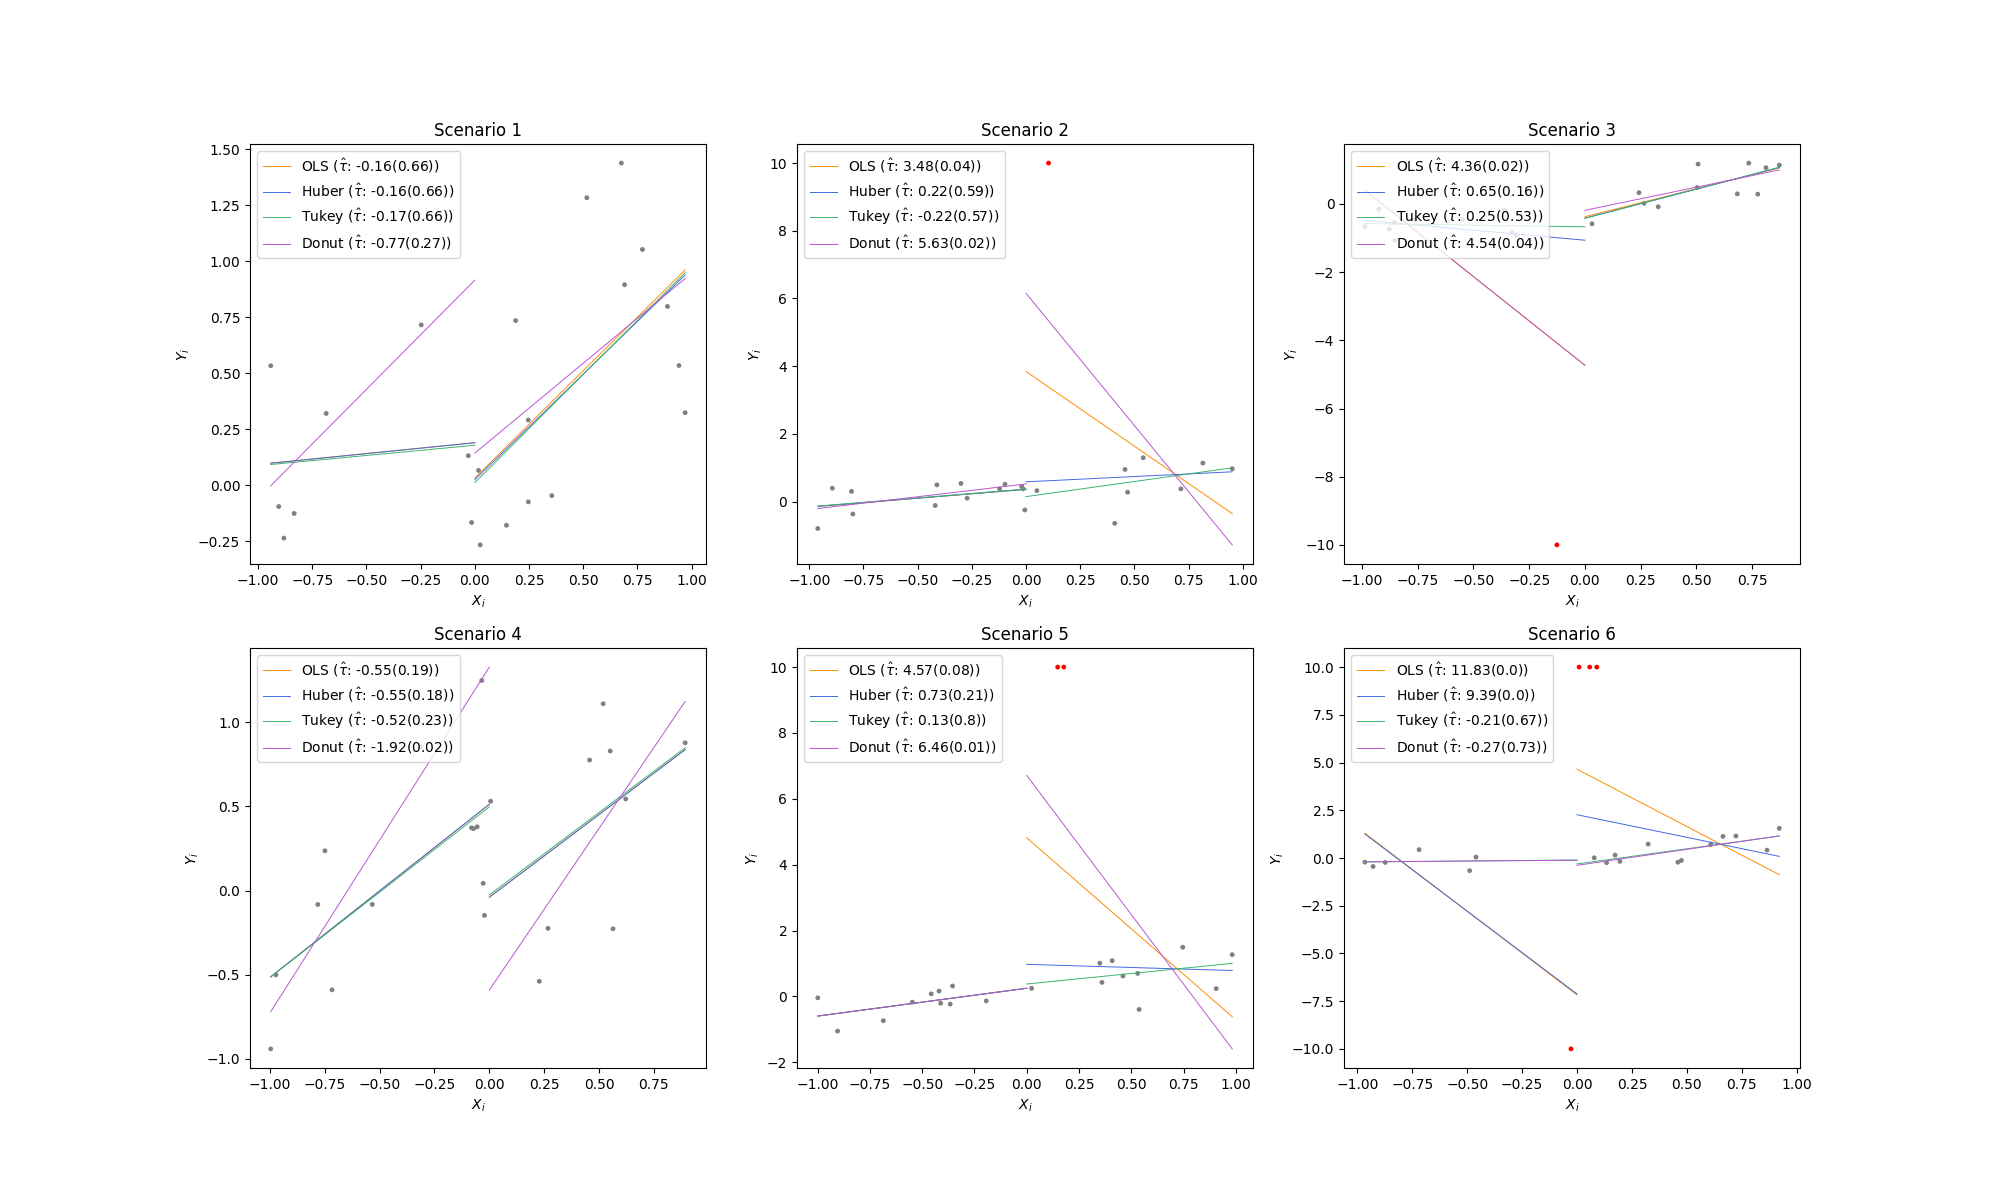 Scenario 1
OLS (τ̂: -0.16(0.66))
Huber (τ̂: -0.16(0.66))
Tukey (τ̂: -0.17(0.66))
Donut (τ̂: -0.77(0.27))
1.50
1.25
1.00
0.75
0.50
0.25
0.00
−0.25
Yi
−1.00 −0.75 −0.50 −0.25 0.00 0.25 0.50 0.75 1.00
Xi
Scenario 2
OLS (τ̂: 3.48(0.04))
Huber (τ̂: 0.22(0.59))
Tukey (τ̂: -0.22(0.57))
Donut (τ̂: 5.63(0.02))
10
8
6
4
2
0
Yi
−1.00 −0.75 −0.50 −0.25 0.00 0.25 0.50 0.75 1.00
Xi
Scenario 3
OLS (τ̂: 4.36(0.02))
Huber (τ̂: 0.65(0.16))
Tukey (τ̂: 0.25(0.53))
Donut (τ̂: 4.54(0.04))
0
−2
−4
−6
−8
−10
Yi
−1.00 −0.75 −0.50 −0.25 0.00 0.25 0.50 0.75
Xi
Scenario 4
OLS (τ̂: -0.55(0.19))
Huber (τ̂: -0.55(0.18))
Tukey (τ̂: -0.52(0.23))
Donut (τ̂: -1.92(0.02))
1.0
0.5
0.0
−0.5
−1.0
Yi
−1.00 −0.75 −0.50 −0.25 0.00 0.25 0.50 0.75
Xi
Scenario 5
OLS (τ̂: 4.57(0.08))
Huber (τ̂: 0.73(0.21))
Tukey (τ̂: 0.13(0.8))
Donut (τ̂: 6.46(0.01))
10
8
6
4
2
0
−2
Yi
−1.00 −0.75 −0.50 −0.25 0.00 0.25 0.50 0.75 1.00
Xi
Scenario 6
OLS (τ̂: 11.83(0.0))
Huber (τ̂: 9.39(0.0))
Tukey (τ̂: -0.21(0.67))
Donut (τ̂: -0.27(0.73))
10.0
7.5
5.0
2.5
0.0
−2.5
−5.0
−7.5
−10.0
Yi
−1.00 −0.75 −0.50 −0.25 0.00 0.25 0.50 0.75 1.00
Xi